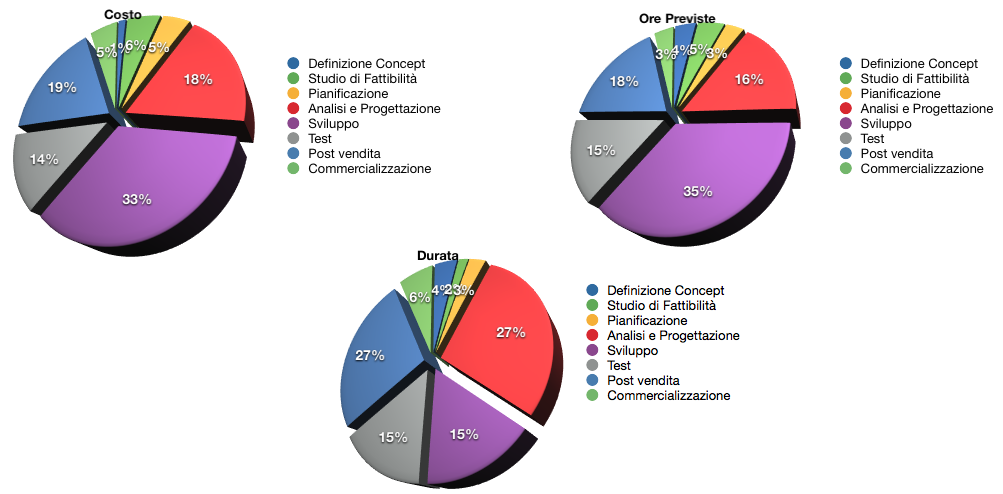 Costo
5%
1%
6%
5%
18%
33%
14%
19%
Definizione Concept
Studio di Fattibilità
Pianificazione
Analisi e Progettazione
Sviluppo
Test
Post vendita
Commercializzazione
Ore Previste
3%
4%
5%
3%
16%
35%
15%
18%
Definizione Concept
Studio di Fattibilità
Pianificazione
Analisi e Progettazione
Sviluppo
Test
Post vendita
Commercializzazione
Durata
6%
4%
2
3%
27%
15%
15%
27%
Definizione Concept
Studio di Fattibilità
Pianificazione
Analisi e Progettazione
Sviluppo
Test
Post vendita
Commercializzazione